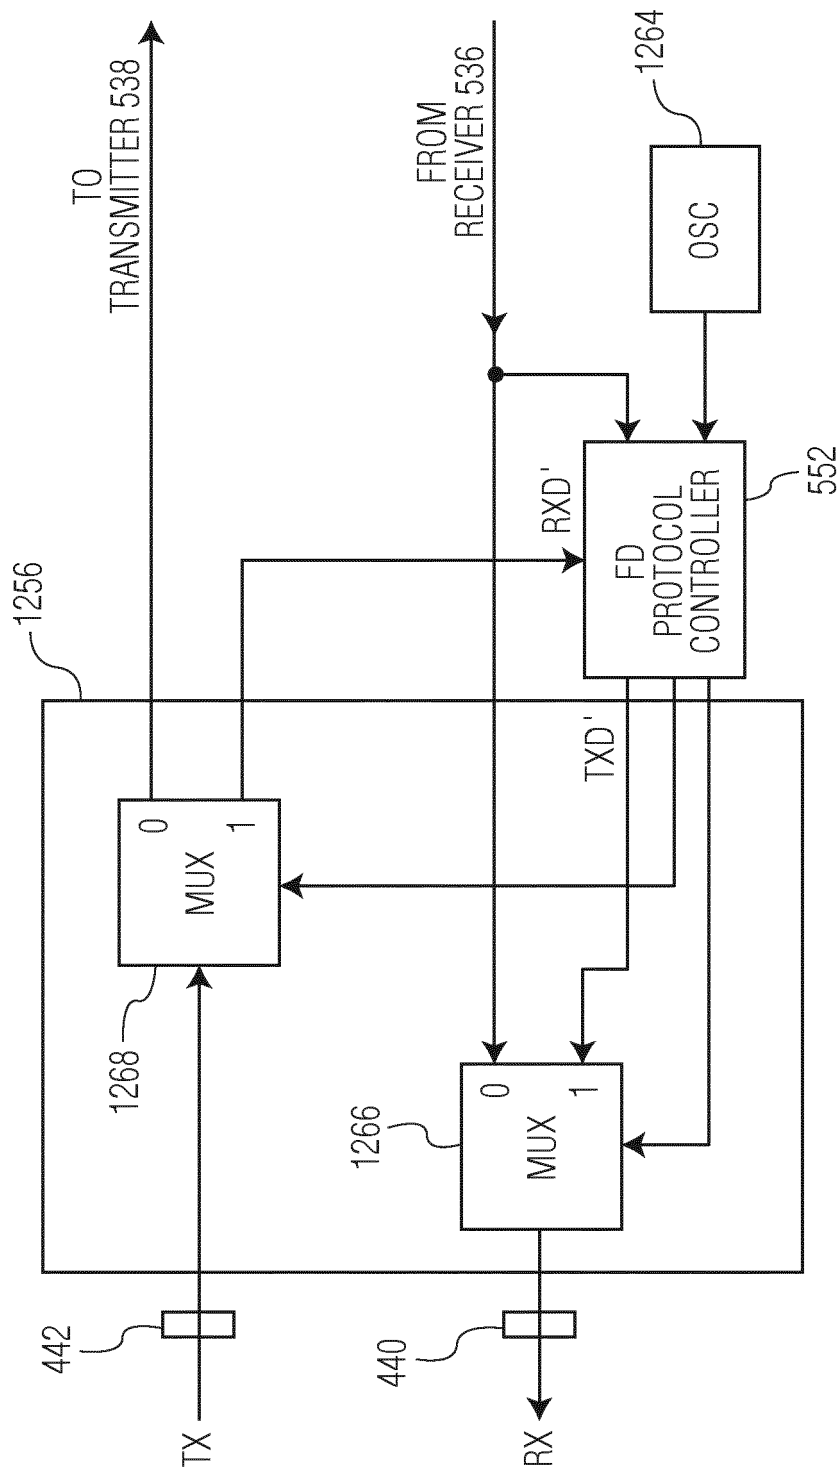 1256
TX
442
1268
MUX
0
1
TO
TRANSMITTER 538
RX
440
1266
MUX
0
1
TXD'
RXD'
FROM
RECEIVER 536
FD
PROTOCOL
CONTROLLER
552
OSC
1264